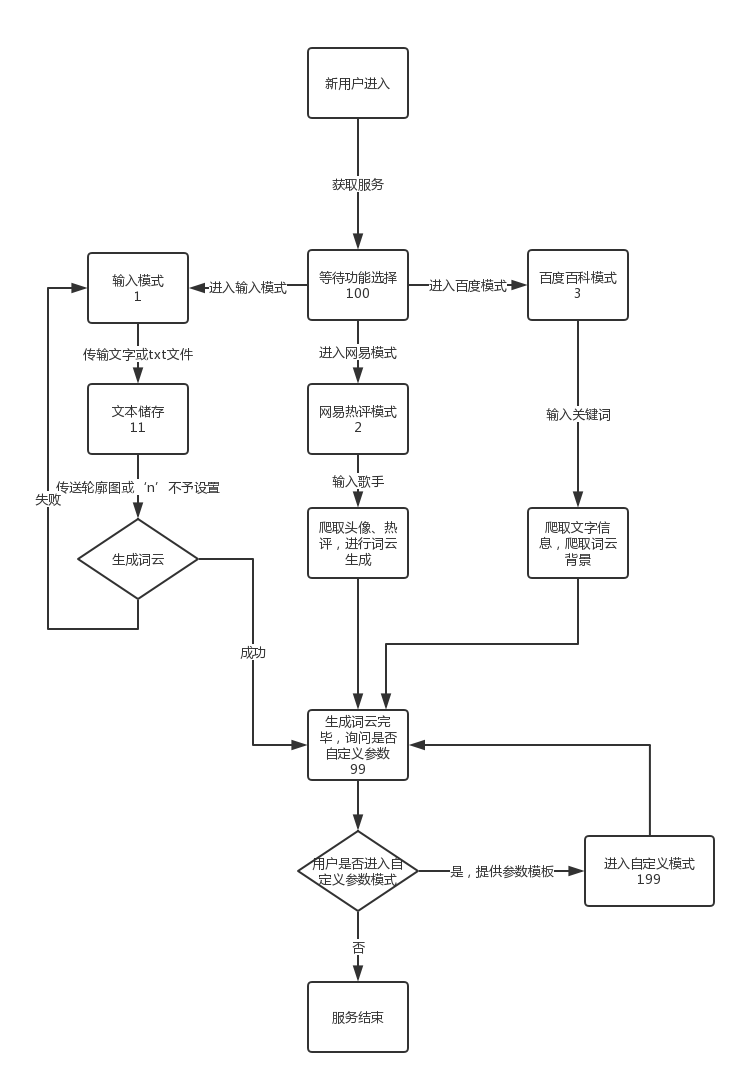 新用户进入
获取服务
输入模式
1
进入输入模式
等待功能选择
100
进入百度模式
百度百科模式
3
传输文字或txt文件
进入网易模式
文本储存
11
网易热评模式
2
输入关键词
传送轮廓图或‘n’不予设置
失败
输入歌手
生成词云
爬取头像、热
评，进行词云
生成
爬取文字信
息，爬取词云
背景
成功
生成词云完
毕，询问是否
自定义参数
99
用户是否进入自
定义参数模式
是，提供参数模板
进入自定义模式
199
否
服务结束